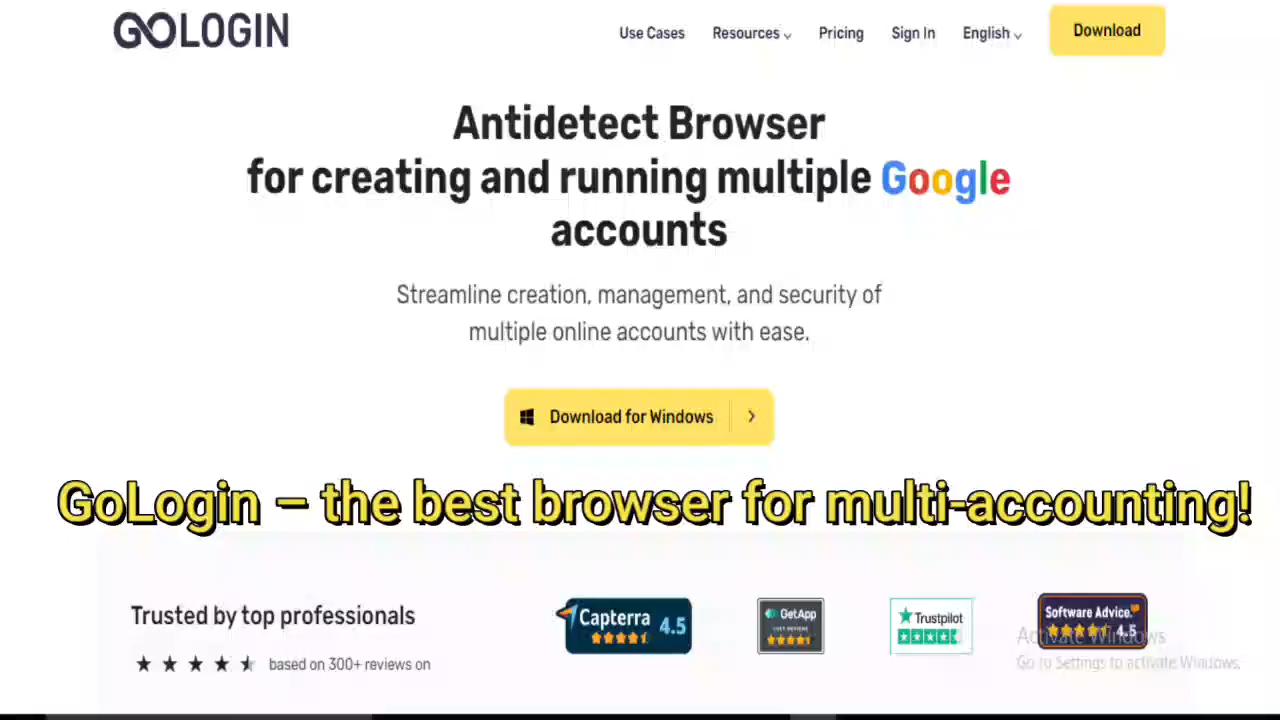 GOLOGIN
Use Cases Resources Pricing Sign In English Download
Antidetect Browser
for creating and running multiple Google
accounts
Streamline creation, management, and security of
multiple online accounts with ease.
Download for Windows
GoLogin – the best browser for multi-accounting!
Trusted by top professionals
based on 300+ reviews on
Capterra 4.5
GetApp
Trustpilot
Software Advice.
4.5
Activate Windows
Go to Settings to activate Windows.